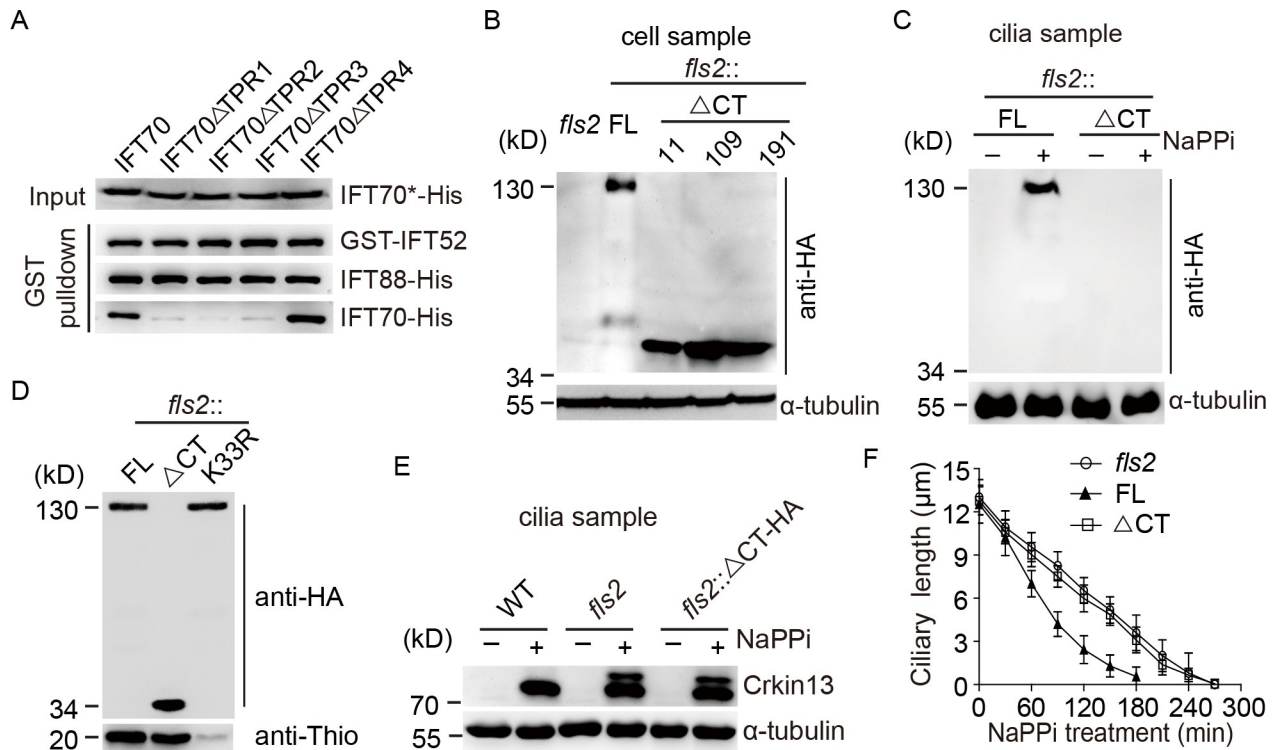 A
IFT70
IFT70△TPR1
IFT70△TPR2
IFT70△TPR3
IFT70△TPR4
Input
IFT70*-His
GST pulldown
GST-IFT52
IFT88-His
IFT70-His
B
cell sample
fls2::
△CT
(kD) fls2 FL 11 109 191
130
34
55
anti-HA
α-tubulin
C
cilia sample
fls2::
FL △CT
(kD) − + − + NaPPi
130
34
55
anti-HA
α-tubulin
D
fls2::
(kD) FL △CT K33R
130
34
20
anti-HA
anti-Thio
E
cilia sample
WT fls2 fls2::△CT-HA
(kD) − + − + − + NaPPi
70
55
Crkin13
α-tubulin
F
fls2
FL
△CT
Ciliary length (μm)
15
12
9
6
3
0
0 60 120 180 240 300
NaPPi treatment (min)